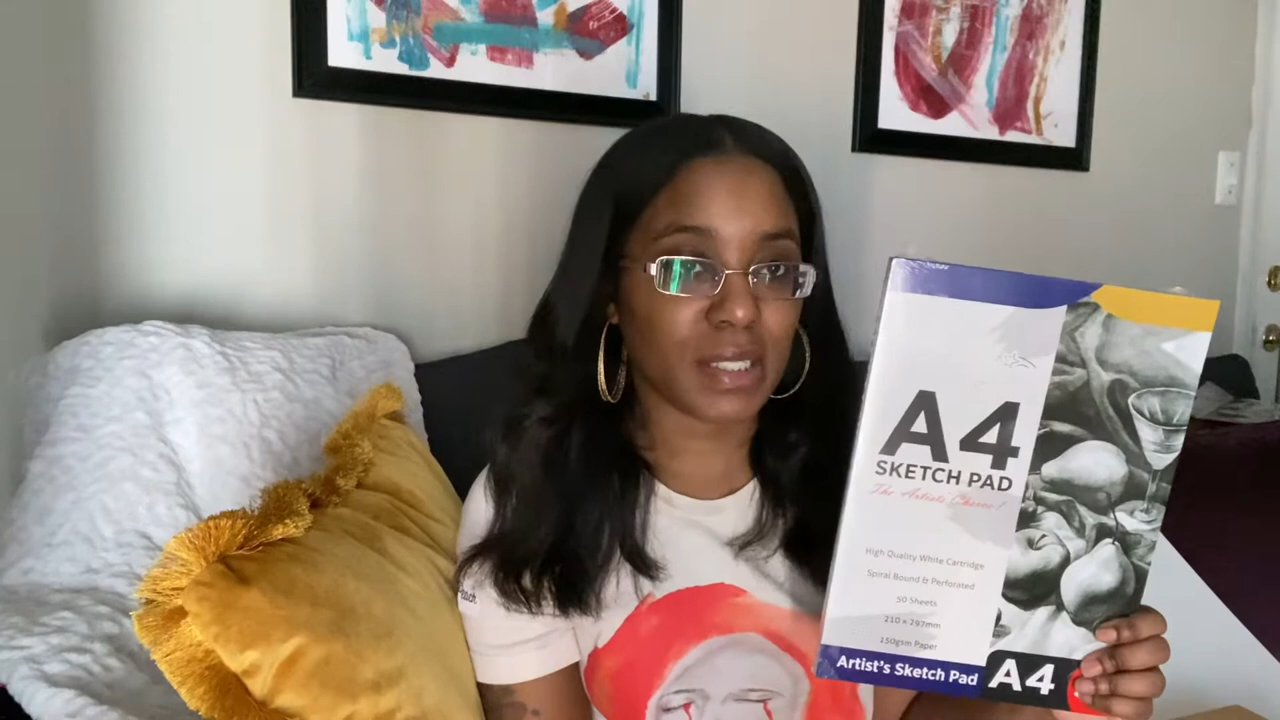 A4
SKETCH PAD
The Artists Choice !
High Quality White Cartridge
Spiral Bound & Perforated
50 Sheets
210 x 297mm
150gsm Paper
Artist's Sketch Pad
A4